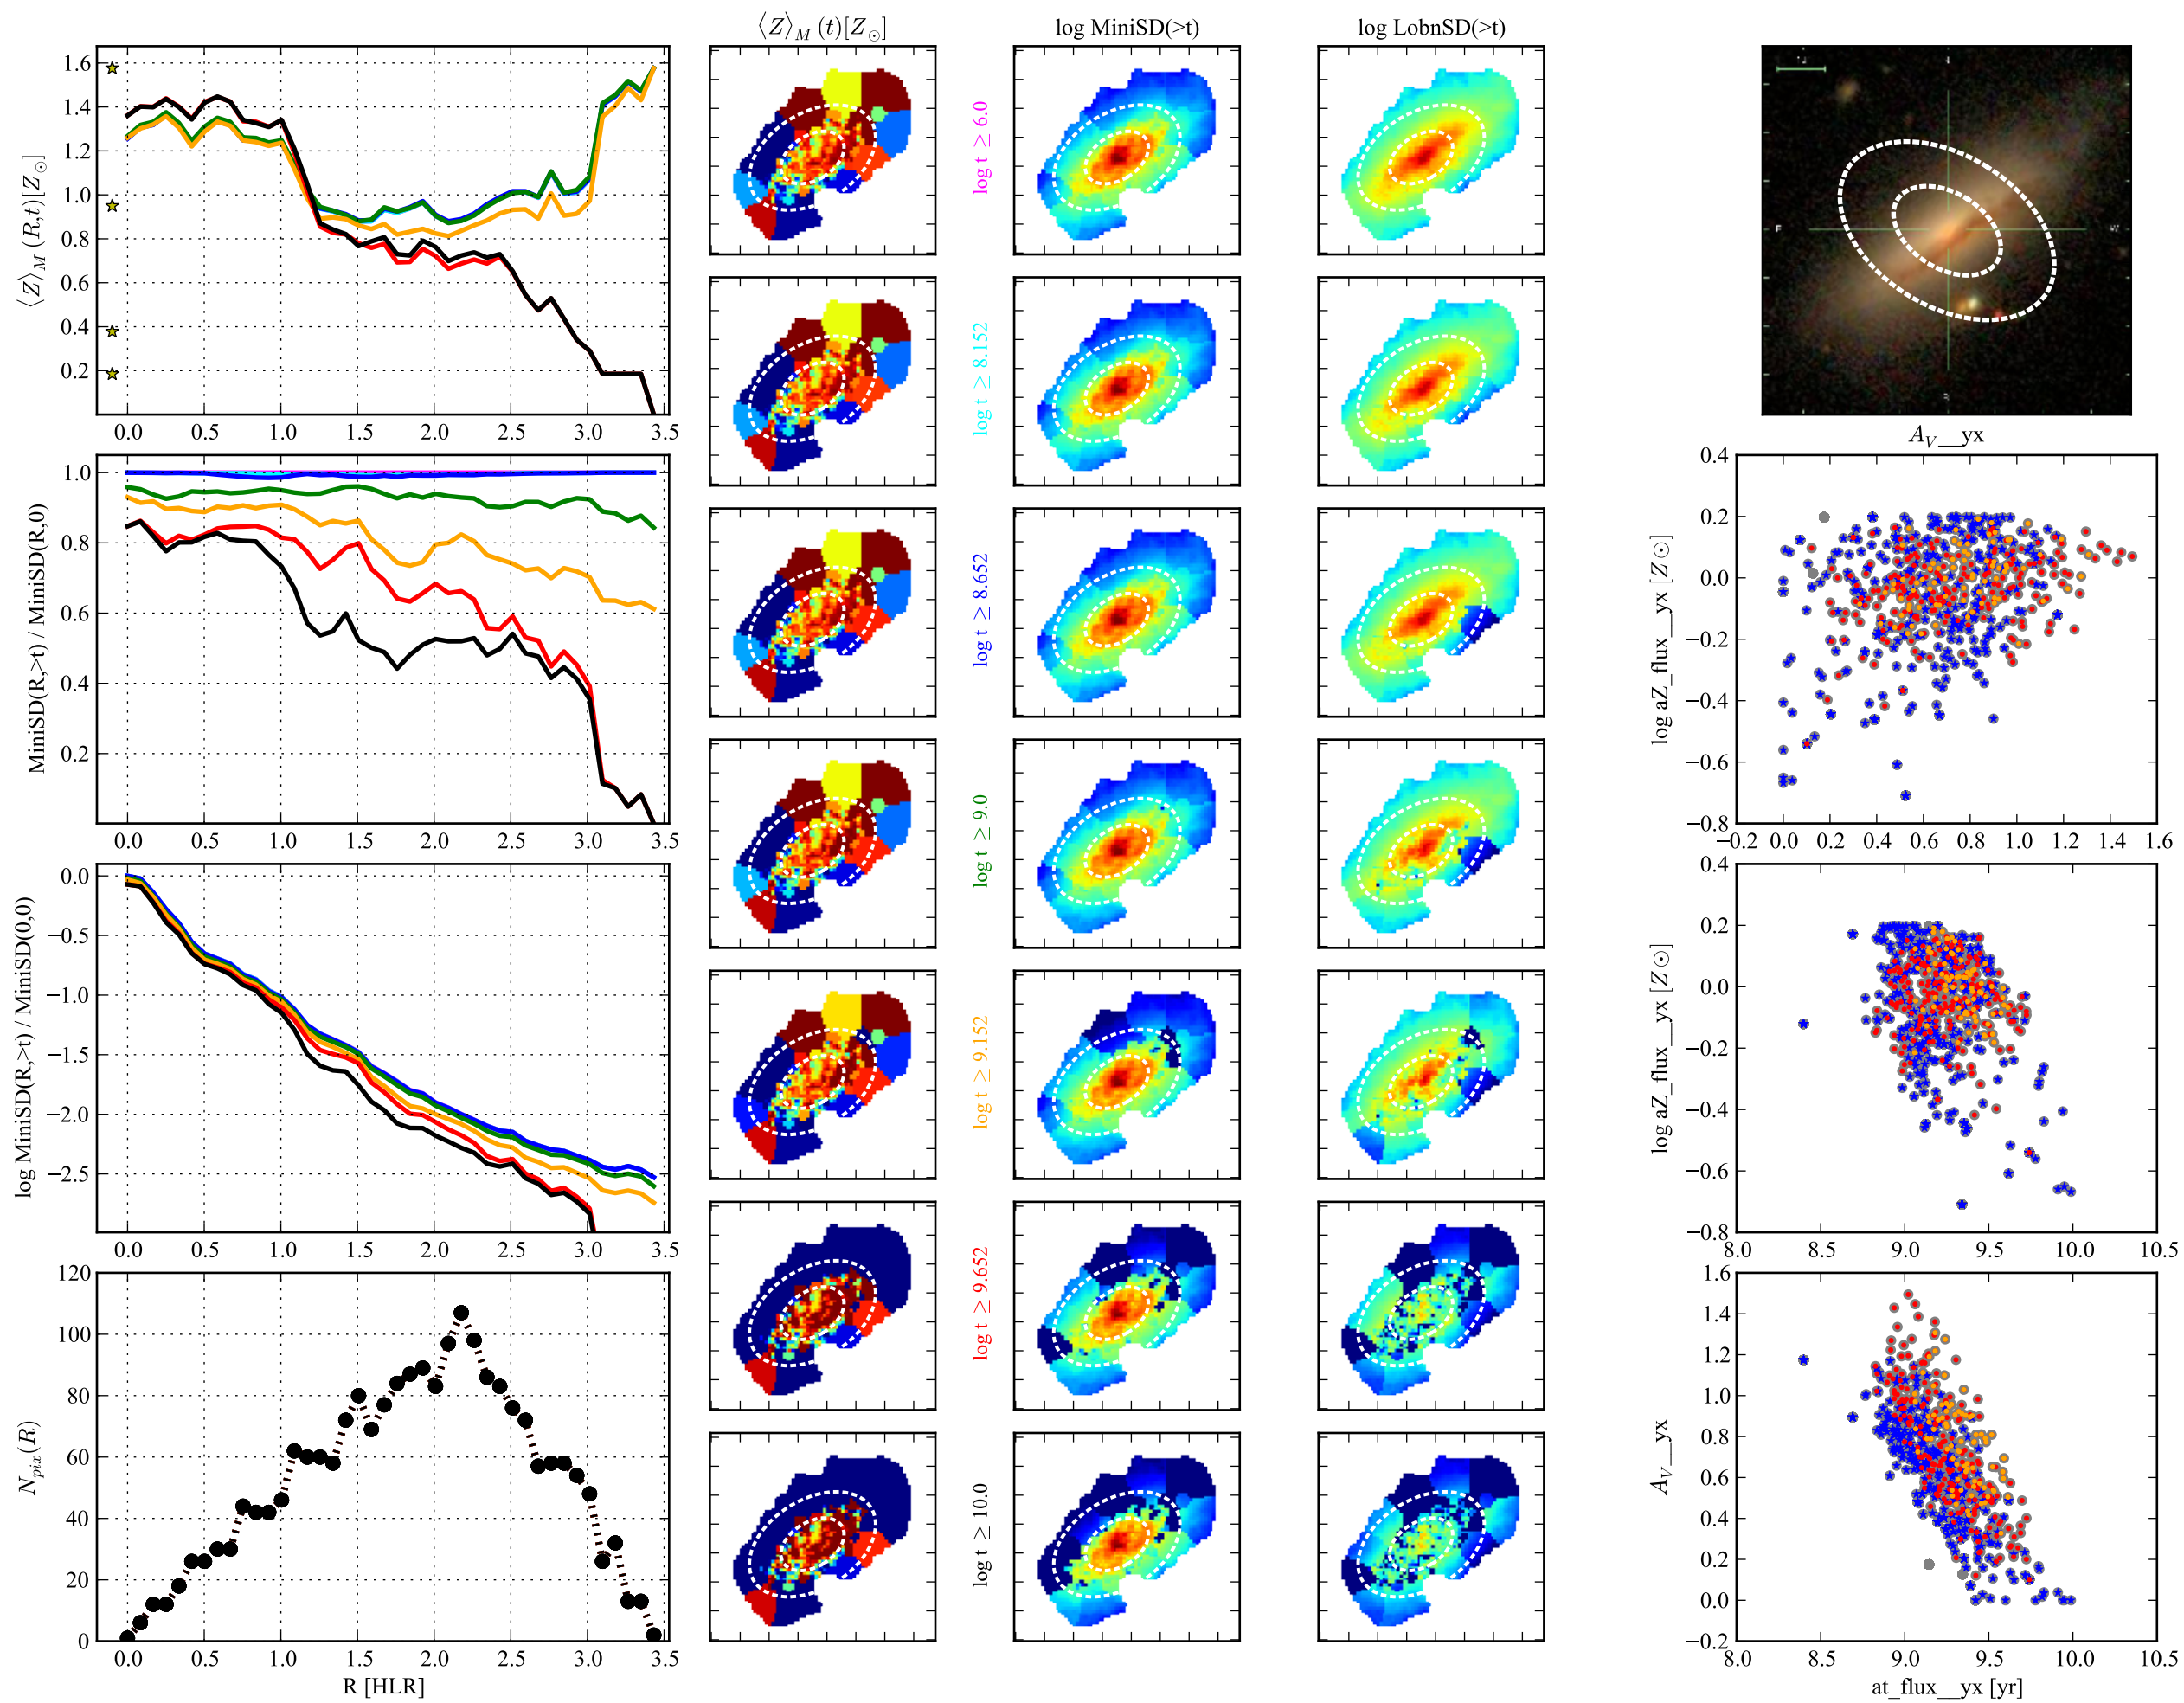 ⟨Z⟩_M (t)[Z_⊙]
log MiniSD(>t)
log LobnSD(>t)
⟨Z⟩_M (R,t)[Z_⊙]
1.6
1.4
1.2
1.0
0.8
0.6
0.4
0.2
0.0 0.5 1.0 1.5 2.0 2.5 3.0 3.5
MiniSD(R,>t) / MiniSD(R,0)
1.0
0.8
0.6
0.4
0.2
0.0 0.5 1.0 1.5 2.0 2.5 3.0 3.5
log MiniSD(R,>t) / MiniSD(0,0)
0.0
−0.5
−1.0
−1.5
−2.0
−2.5
0.0 0.5 1.0 1.5 2.0 2.5 3.0 3.5
N_pix(R)
120
100
80
60
40
20
0
0.0 0.5 1.0 1.5 2.0 2.5 3.0 3.5
R [HLR]
log t ≥ 6.0
log t ≥ 8.152
log t ≥ 8.652
log t ≥ 9.0
log t ≥ 9.152
log t ≥ 9.652
log t ≥ 10.0
A_V__yx
log aZ_flux__yx [Z⊙]
0.4
0.2
0.0
−0.2
−0.4
−0.6
−0.8
−0.2 0.0 0.2 0.4 0.6 0.8 1.0 1.2 1.4 1.6
log aZ_flux__yx [Z⊙]
0.4
0.2
0.0
−0.2
−0.4
−0.6
−0.8
8.0 8.5 9.0 9.5 10.0 10.5
A_V__yx
1.6
1.4
1.2
1.0
0.8
0.6
0.4
0.2
0.0
−0.2
8.0 8.5 9.0 9.5 10.0 10.5
at_flux__yx [yr]